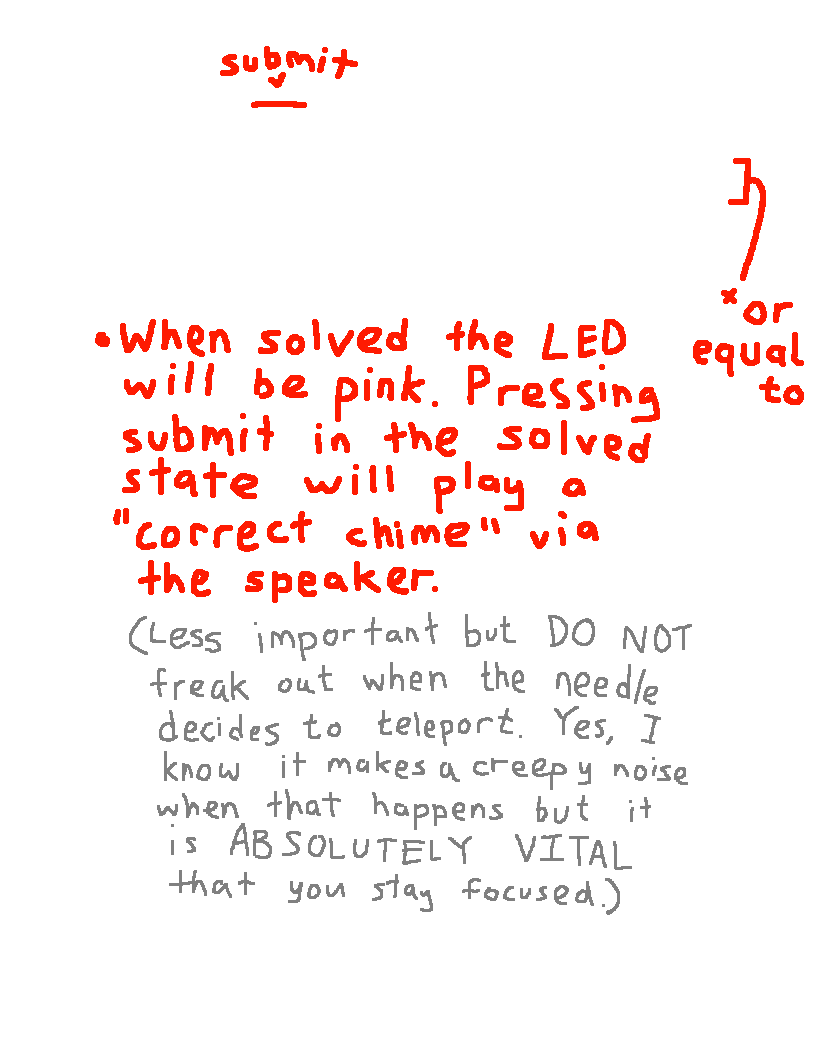 submit
*or
equal
to
• When solved the LED
will be pink. Pressing
submit in the solved
state will play a
"correct chime" via
the speaker.
(Less important but DO NOT
freak out when the needle
decides to teleport. Yes, I
know it makes a creepy noise
when that happens but it
is ABSOLUTELY VITAL
that you stay focused.)